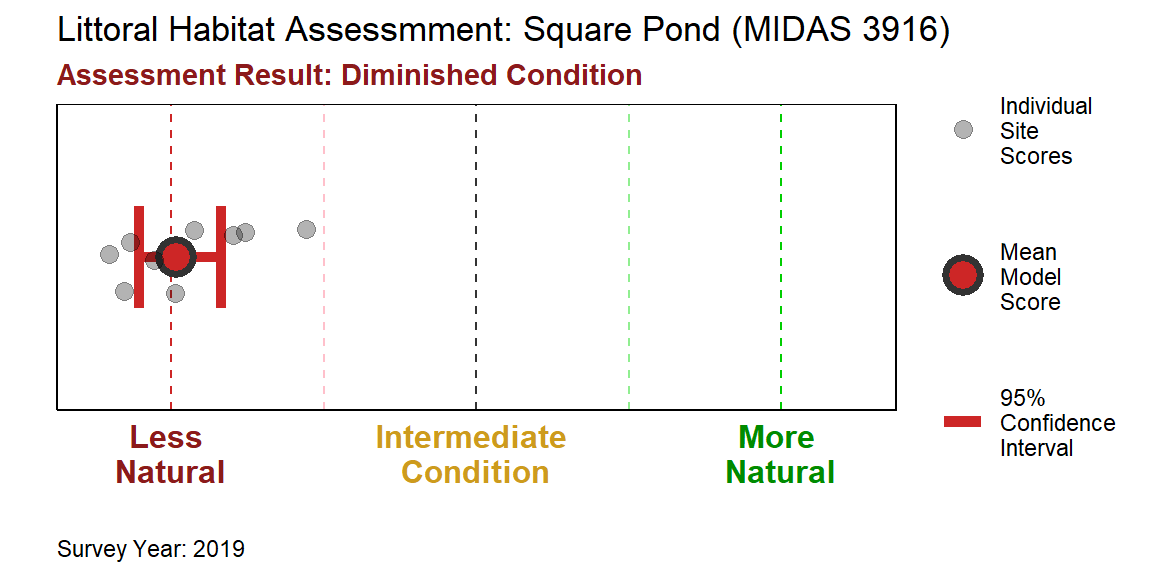 Littoral Habitat Assessmment: Square Pond (MIDAS 3916)
Assessment Result: Diminished Condition
Individual
Site
Scores
Mean
Model
Score
95%
Confidence
Interval
Less
Natural
Intermediate
Condition
More
Natural
Survey Year: 2019